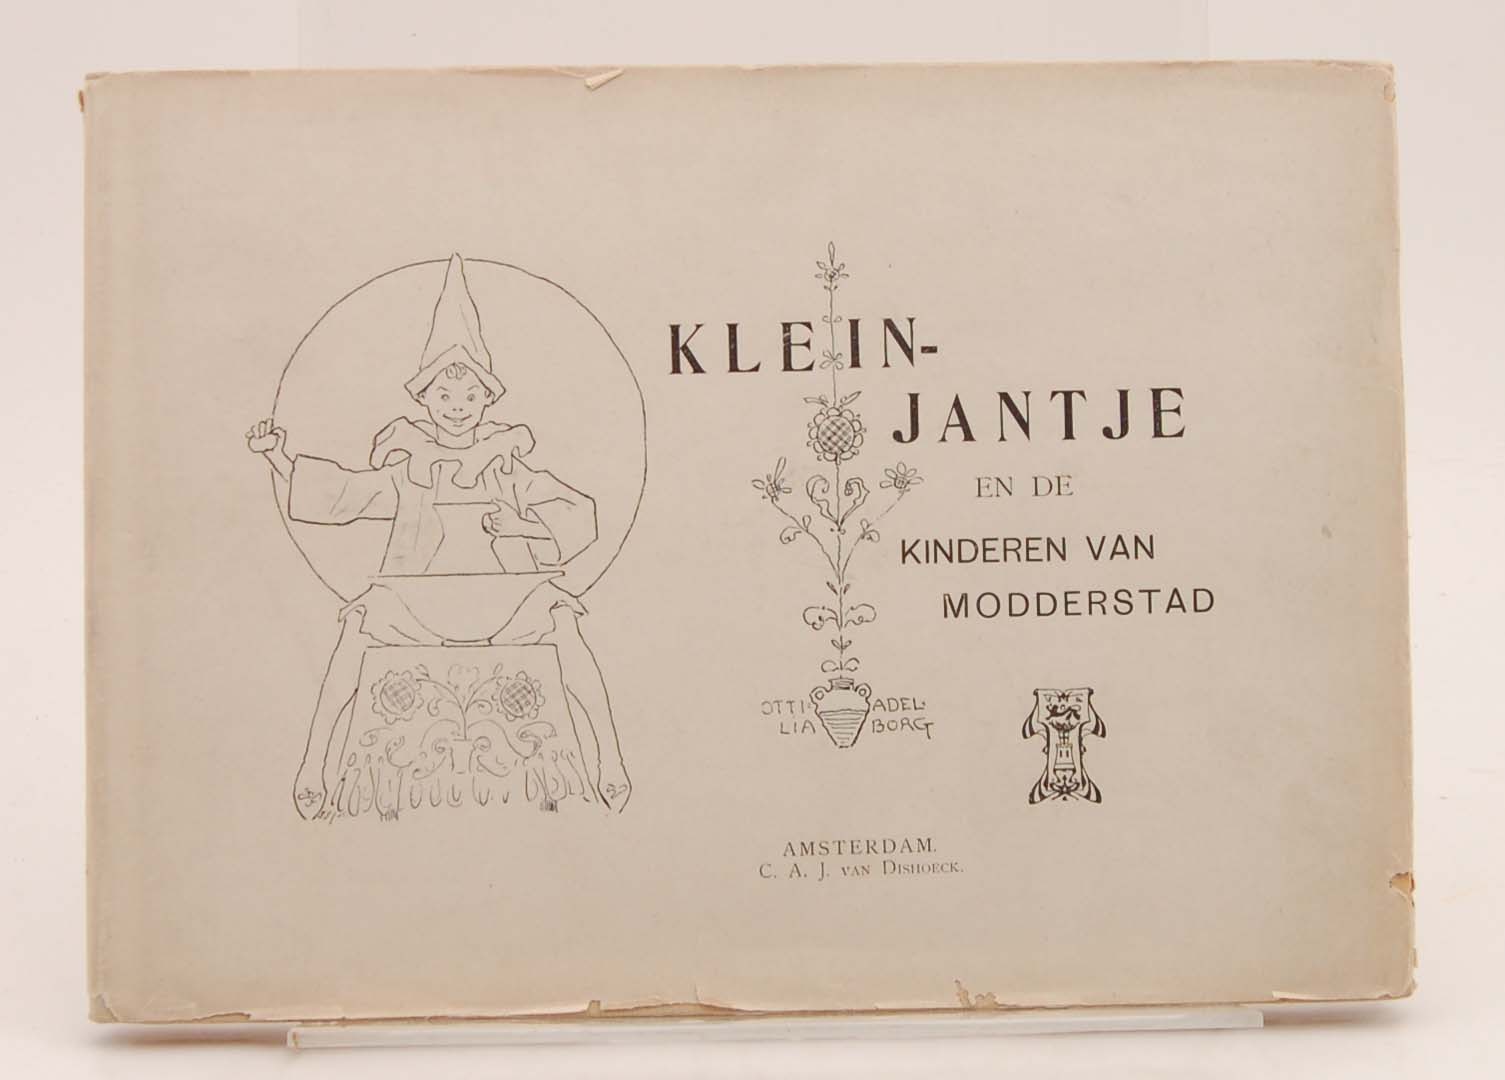 KLEIN-
JANTJE
EN DE
KINDEREN VAN
MODDERSTAD
OTTI- ADEL-
LIA BORG
AMSTERDAM.
C. A. J. VAN DISHOECK.